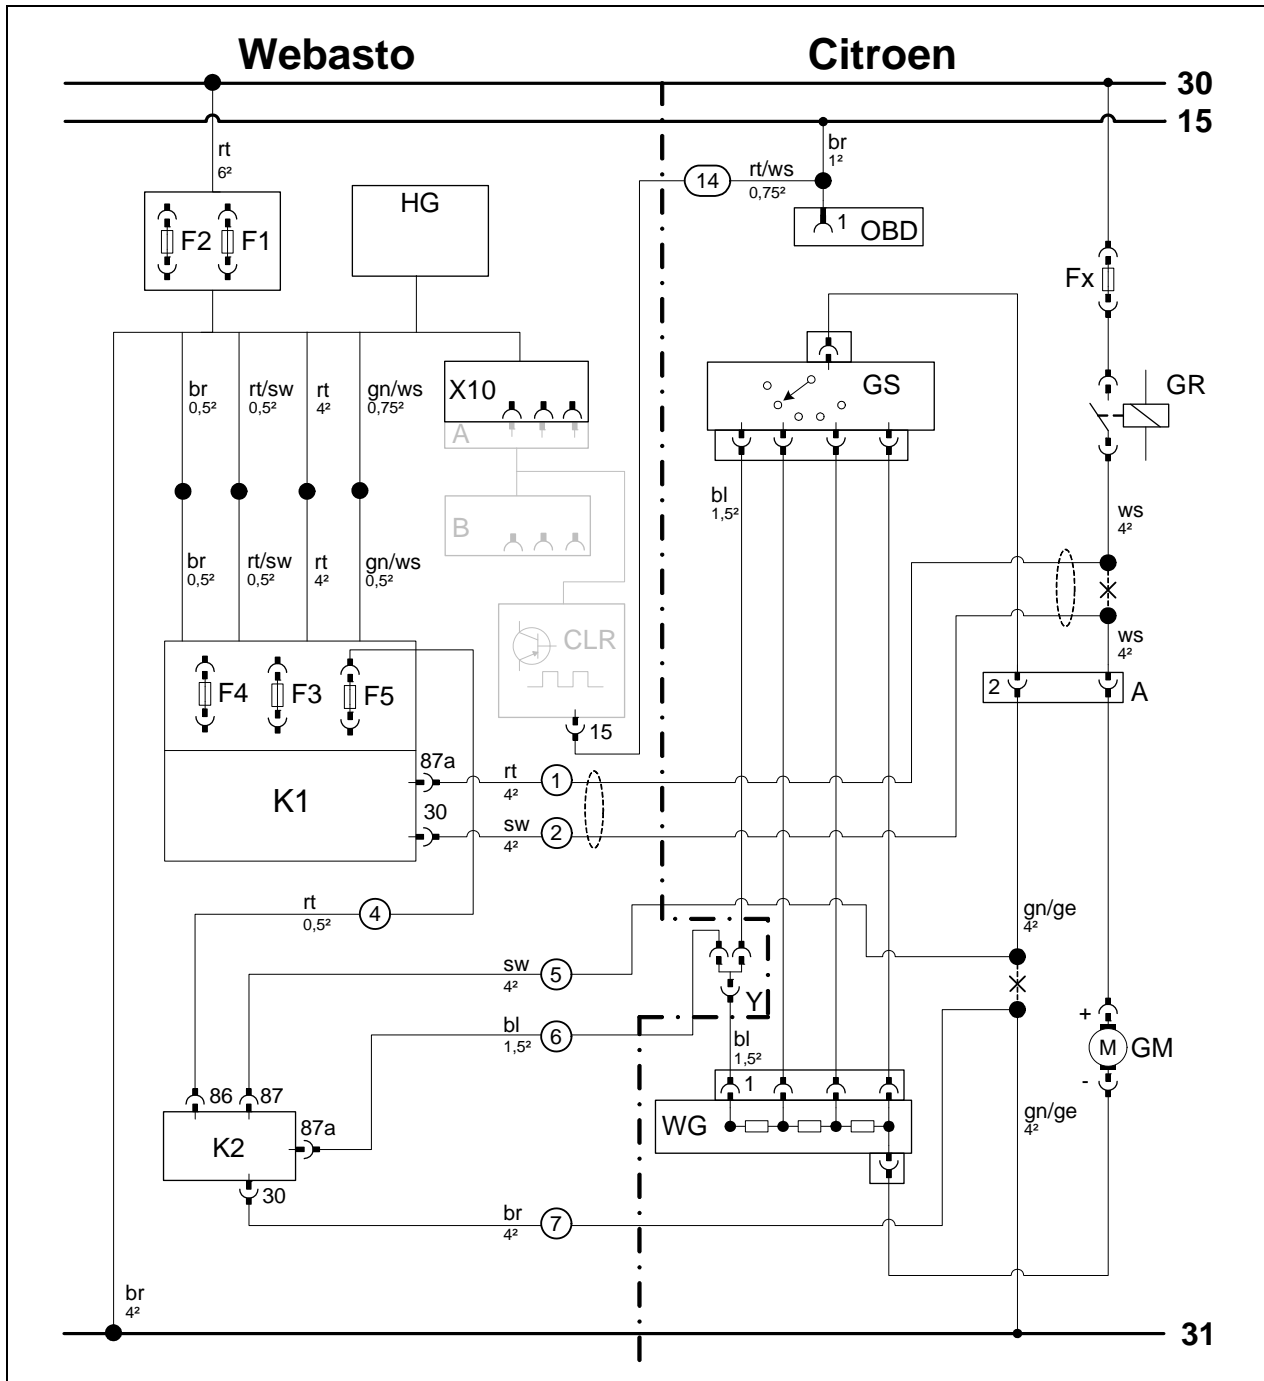 Webasto
Citroen
30
15
rt
6²
br
1²
14
rt/ws
0,75²
HG
F2
F1
1
OBD
Fx
br
0,5²
rt/sw
0,5²
rt
4²
gn/ws
0,75²
X10
GS
GR
A
B
bl
1,5²
ws
4²
br
0,5²
rt/sw
0,5²
rt
4²
gn/ws
0,5²
CLR
ws
4²
F4
F3
F5
2
A
15
87a
rt
4²
1
K1
30
sw
4²
2
rt
0,5²
4
gn/ge
4²
sw
4²
5
Y
bl
1,5²
6
bl
1,5²
+
M
GM
-
86
87
1
87a
WG
gn/ge
4²
K2
30
br
4²
7
br
4²
31